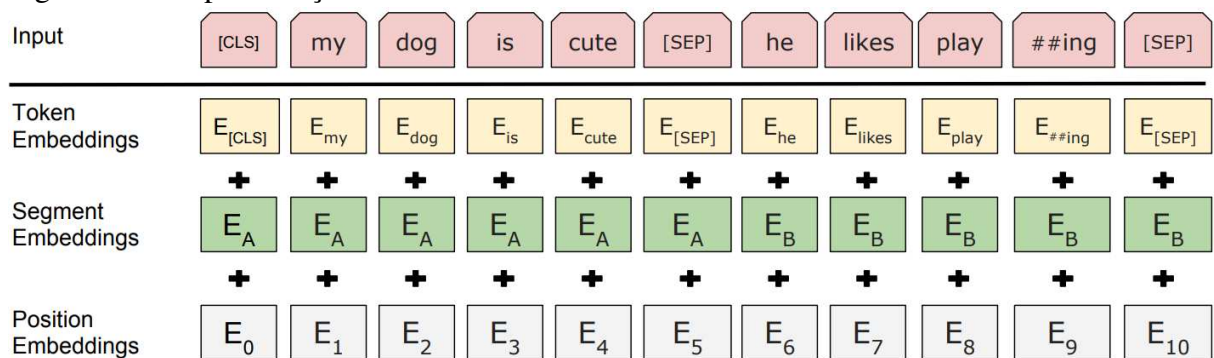 Input [CLS] my dog is cute [SEP] he likes play ##ing [SEP]
Token Embeddings E[CLS] Emy Edog Eis Ecute E[SEP] Ehe Elikes Eplay E##ing E[SEP]
+ + + + + + + + + + +
Segment Embeddings EA EA EA EA EA EA EB EB EB EB EB
+ + + + + + + + + + +
Position Embeddings E0 E1 E2 E3 E4 E5 E6 E7 E8 E9 E10